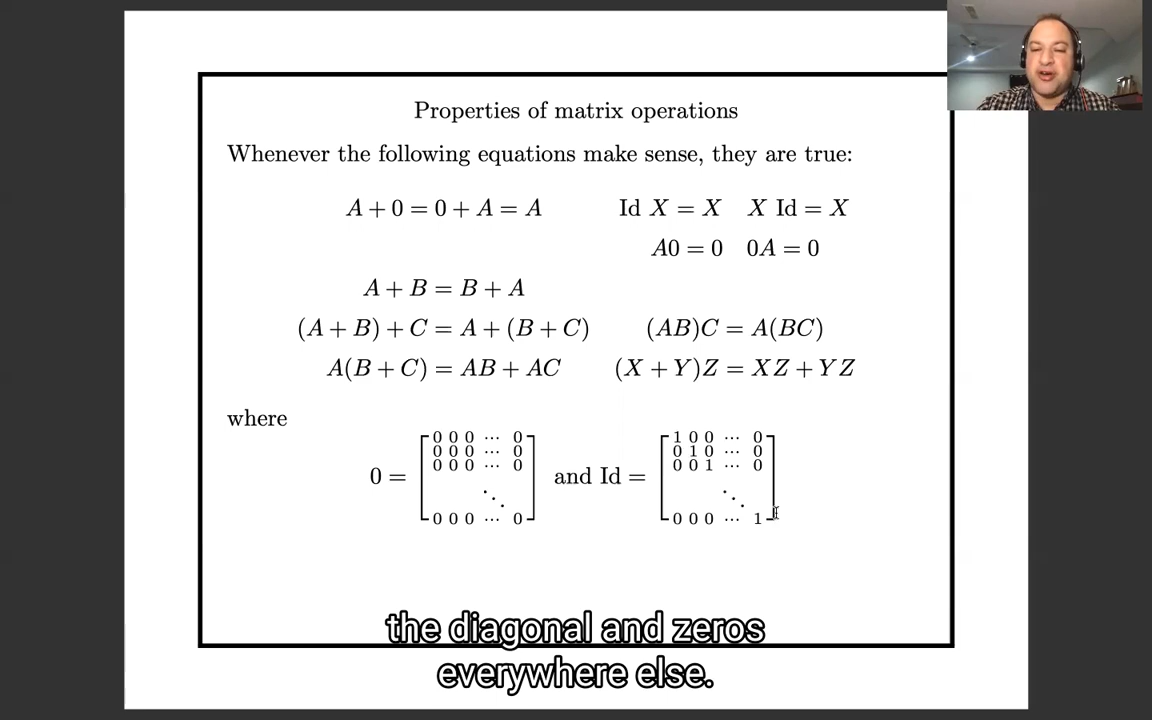 Properties of matrix operations
Whenever the following equations make sense, they are true:
A + 0 = 0 + A = A    Id X = X    X Id = X
A0 = 0    0A = 0
A + B = B + A
(A + B) + C = A + (B + C)    (AB)C = A(BC)
A(B + C) = AB + AC    (X + Y)Z = XZ + YZ
where
0 0 0 ⋯ 0    1 0 0 ⋯ 0
0 0 0 ⋯ 0    0 1 0 ⋯ 0
0 0 0 ⋯ 0    0 0 1 ⋯ 0
0 =    and Id =
⋱    ⋱
0 0 0 ⋯ 0    0 0 0 ⋯ 1
the diagonal and zeros
everywhere else.